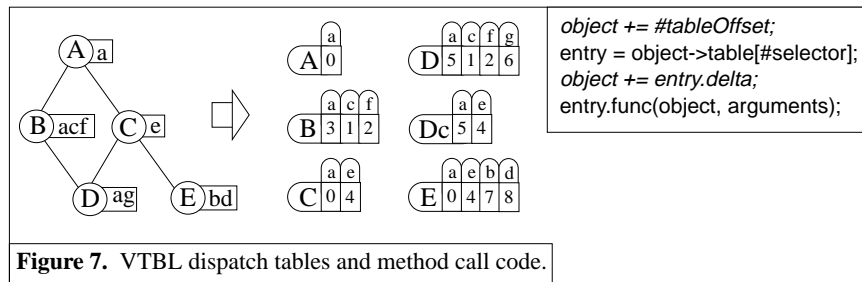 A a
B acf
C e
D ag
E bd
a
A 0
a c f g
D 5 1 2 6
a c f
B 3 1 2
a e
Dc 5 4
a e
C 0 4
a e b d
E 0 4 7 8
object += #tableOffset;
entry = object->table[#selector];
object += entry.delta;
entry.func(object, arguments);
Figure 7. VTBL dispatch tables and method call code.